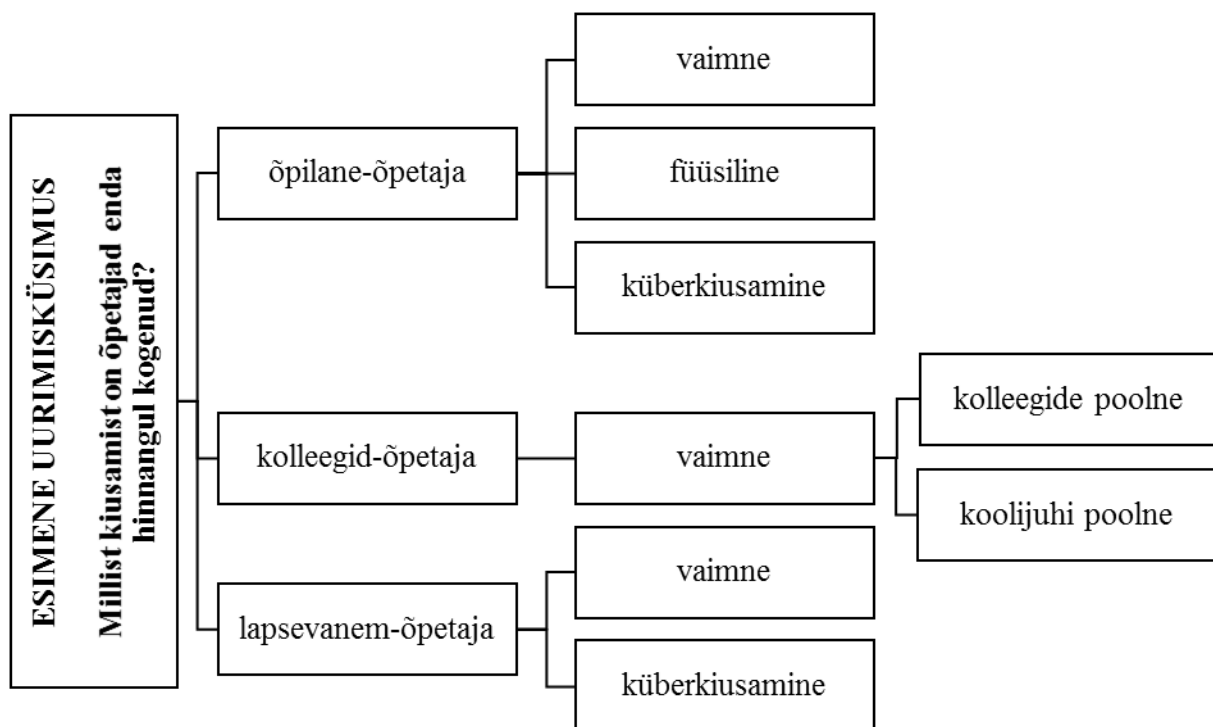 ESIMENE UURIMISKÜSIMUS
Millist kiusamist on õpetajad enda
hinnangul kogenud?
õpilane-õpetaja
vaimne
füüsiline
küberkiusamine
kolleegid-õpetaja
vaimne
kolleegide poolne
koolijuhi poolne
lapsevanem-õpetaja
vaimne
küberkiusamine